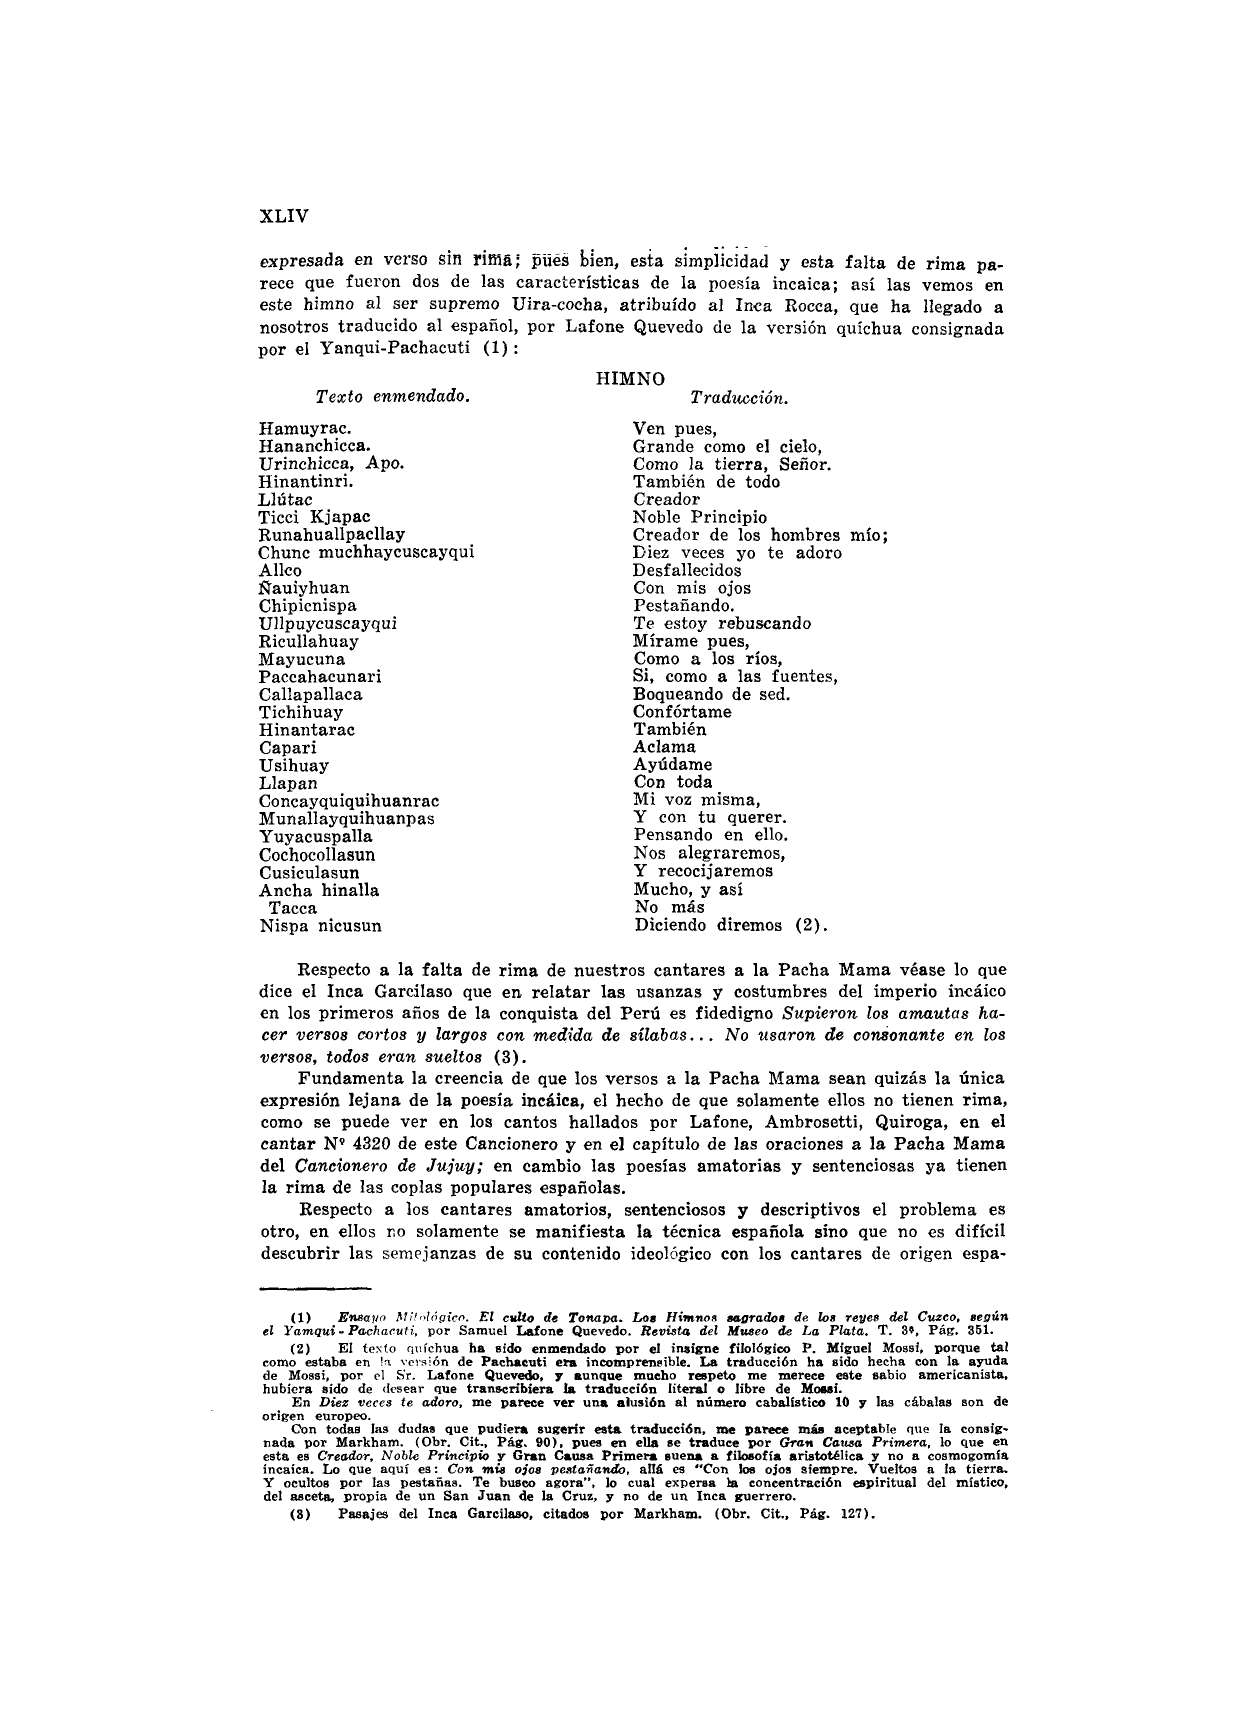 XLIV
expresada en verso sin rima; pues bien, esta simplicidad y esta falta de rima pa-
rece que fueron dos de las características de la poesía incaica; así las vemos en
este himno al ser supremo Uira-cocha, atribuído al Inca Rocca, que ha llegado a
nosotros traducido al español, por Lafone Quevedo de la versión quíchua consignada
por el Yanqui-Pachacuti (1):
HIMNO
Texto enmendado.
Hamuyrac.
Hananchicca.
Urinchicca, Apo.
Hinantinri.
Llútac
Ticci Kjapac
Runahuallpacllay
Chunc muchhaycuscayqui
Allco
Ñauiyhuan
Chipicnispa
Ullpuycuscayqui
Ricullahuay
Mayucuna
Paccahacunari
Callapallaca
Tichihuay
Hinantarac
Capari
Usihuay
Llapan
Concayquiquihuanrac
Munallayquihuanpas
Yuyacuspalla
Cochocollasun
Cusiculasun
Ancha hinalla
Tacca
Nispa nicusun
Traducción.
Ven pues,
Grande como el cielo,
Como la tierra, Señor.
También de todo
Creador
Noble Principio
Creador de los hombres mío;
Diez veces yo te adoro
Desfallecidos
Con mis ojos
Pestañando.
Te estoy rebuscando
Mírame pues,
Como a los ríos,
Si, como a las fuentes,
Boqueando de sed.
Confórtame
También
Aclama
Ayúdame
Con toda
Mi voz misma,
Y con tu querer.
Pensando en ello.
Nos alegraremos,
Y recocijaremos
Mucho, y así
No más
Diciendo diremos (2).
Respecto a la falta de rima de nuestros cantares a la Pacha Mama véase lo que
dice el Inca Garcilaso que en relatar las usanzas y costumbres del imperio incáico
en los primeros años de la conquista del Perú es fidedigno Supieron los amautas ha-
cer versos cortos y largos con medida de sílabas... No usaron de consonante en los
versos, todos eran sueltos (3).
Fundamenta la creencia de que los versos a la Pacha Mama sean quizás la única
expresión lejana de la poesía incáica, el hecho de que solamente ellos no tienen rima,
como se puede ver en los cantos hallados por Lafone, Ambrosetti, Quiroga, en el
cantar Nº 4320 de este Cancionero y en el capítulo de las oraciones a la Pacha Mama
del Cancionero de Jujuy; en cambio las poesías amatorias y sentenciosas ya tienen
la rima de las coplas populares españolas.
Respecto a los cantares amatorios, sentenciosos y descriptivos el problema es
otro, en ellos no solamente se manifiesta la técnica española sino que no es difícil
descubrir las semejanzas de su contenido ideológico con los cantares de origen espa-
(1) Ensayo Mitológico. El culto de Tonapa. Los Himnos sagrados de los reyes del Cuzco, según
el Yamqui-Pachacuti, por Samuel Lafone Quevedo. Revista del Museo de La Plata. T. 3º, Pág. 351.
(2) El texto quíchua ha sido enmendado por el insigne filológico P. Miguel Mossi, porque tal
como estaba en la versión de Pachacuti era incomprensible. La traducción ha sido hecha con la ayuda
de Mossi, por el Sr. Lafone Quevedo, y aunque mucho respeto me merece este sabio americanista,
hubiera sido de desear que transcribiera la traducción literal o libre de Mossi.
En Diez veces te adoro, me parece ver una alusión al número cabalístico 10 y las cábalas son de
origen europeo.
Con todas las dudas que pudiera sugerir esta traducción, me parece más aceptable que la consig-
nada por Markham. (Obr. Cit., Pág. 90), pues en ella se traduce por Gran Causa Primera, lo que en
esta es Creador, Noble Principio y Gran Causa Primera suena a filosofía aristotélica y no a cosmogomía
incaica. Lo que aquí es: Con mis ojos pestañando, allá es "Con los ojos siempre. Vueltos a la tierra.
Y ocultos por las pestañas. Te busco agora", lo cual expersa la concentración espiritual del místico,
del asceta, propia de un San Juan de la Cruz, y no de un Inca guerrero.
(3) Pasajes del Inca Garcilaso, citados por Markham. (Obr. Cit., Pág. 127).